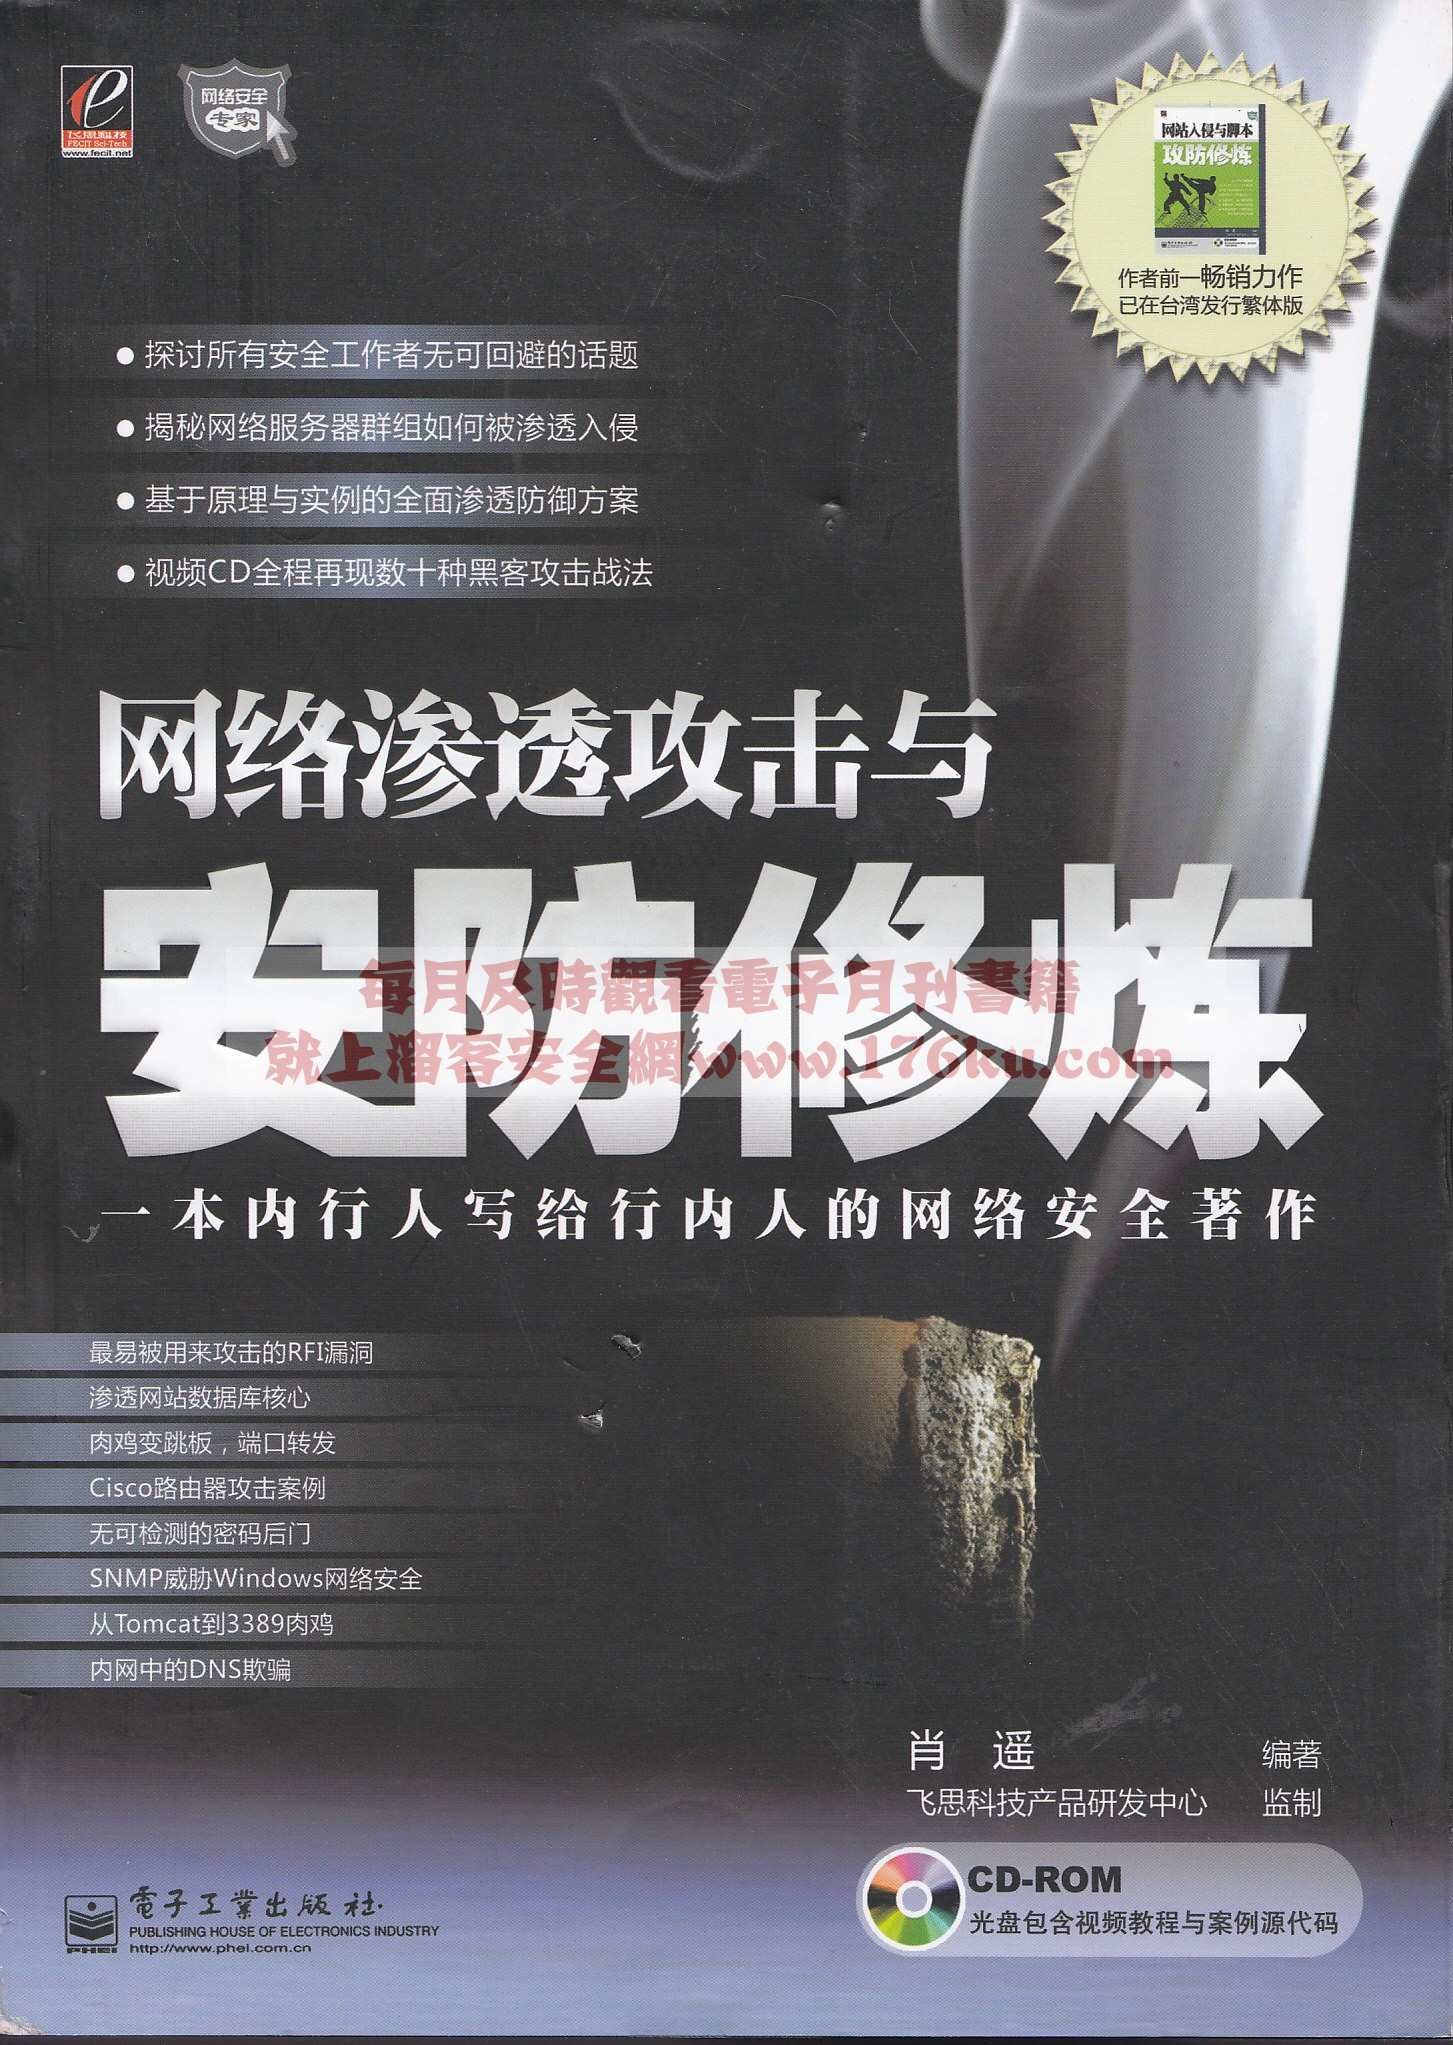 飞思科技
FECIT Sci-Tech
www.fecit.net
网络安全
专家
网站入侵与脚本
攻防修炼
作者前一畅销力作
已在台湾发行繁体版
● 探讨所有安全工作者无可回避的话题
● 揭秘网络服务器群组如何被渗透入侵
● 基于原理与实例的全面渗透防御方案
● 视频CD全程再现数十种黑客攻击战法
网络渗透攻击与
安防修炼
每月及時觀看電子月刊書籍
就上溜客安全網www.176ku.com
一本内行人写给行内人的网络安全著作
最易被用来攻击的RFI漏洞
渗透网站数据库核心
肉鸡变跳板，端口转发
Cisco路由器攻击案例
无可检测的密码后门
SNMP威胁Windows网络安全
从Tomcat到3389肉鸡
内网中的DNS欺骗
肖 遥 编著
飞思科技产品研发中心 监制
CD-ROM
光盘包含视频教程与案例源代码
PHEI
電子工業出版社
PUBLISHING HOUSE OF ELECTRONICS INDUSTRY
http://www.phei.com.cn